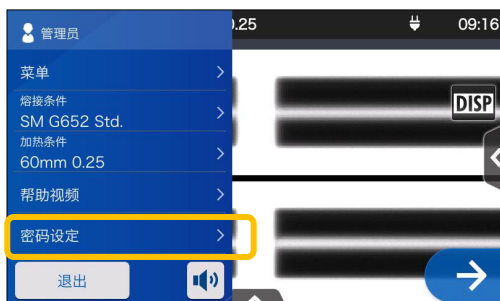 管理员
0.25
09:16
菜单
熔接条件
SM G652 Std.
加热条件
60mm 0.25
帮助视频
密码设定
退出
DISP